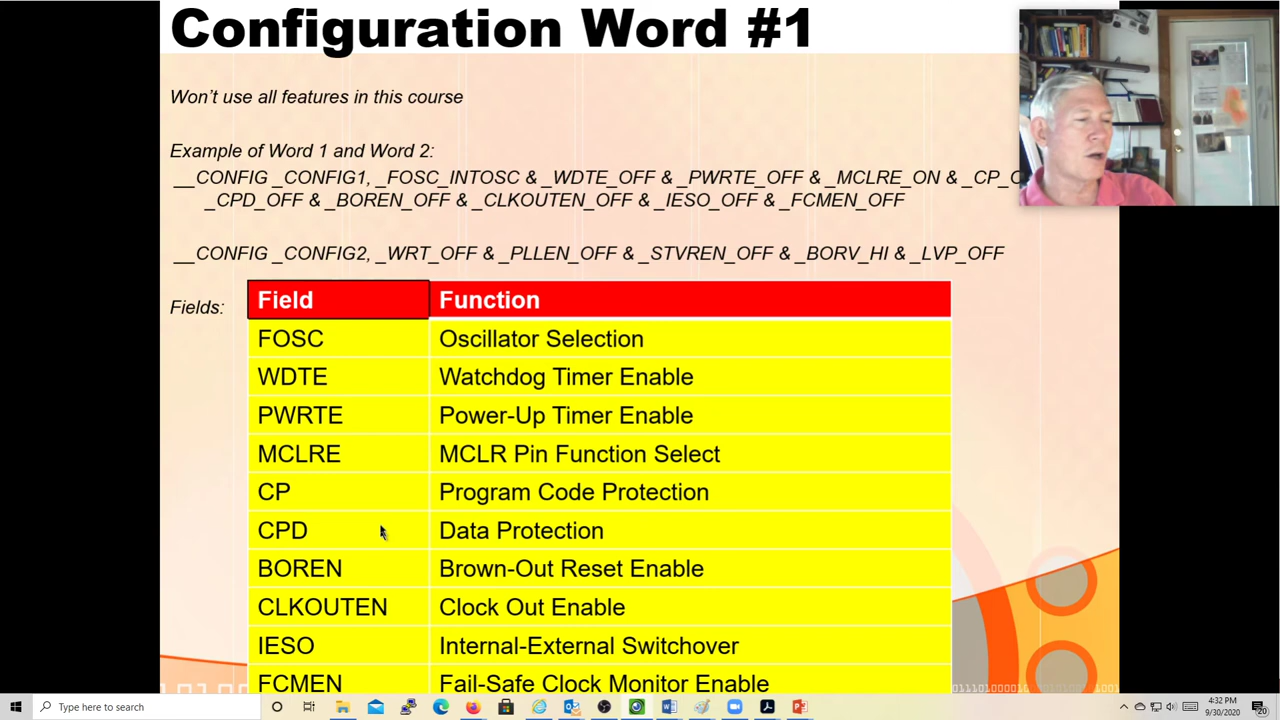 Configuration Word #1
Won't use all features in this course
Example of Word 1 and Word 2:
__CONFIG _CONFIG1, _FOSC_INTOSC & _WDTE_OFF & _PWRTE_OFF & _MCLRE_ON &
_CPD_OFF & _BOREN_OFF & _CLKOUTEN_OFF & _IESO_OFF & _FCMEN_OFF
__CONFIG _CONFIG2, _WRT_OFF & _PLLEN_OFF & _STVREN_OFF & _BORV_HI & _LVP_OFF
Fields:
Field Function
FOSC Oscillator Selection
WDTE Watchdog Timer Enable
PWRTE Power-Up Timer Enable
MCLRE MCLR Pin Function Select
CP Program Code Protection
CPD Data Protection
BOREN Brown-Out Reset Enable
CLKOUTEN Clock Out Enable
IESO Internal-External Switchover
FCMEN Fail-Safe Clock Monitor Enable
Type here to search
4:32 PM
9/30/2020
20